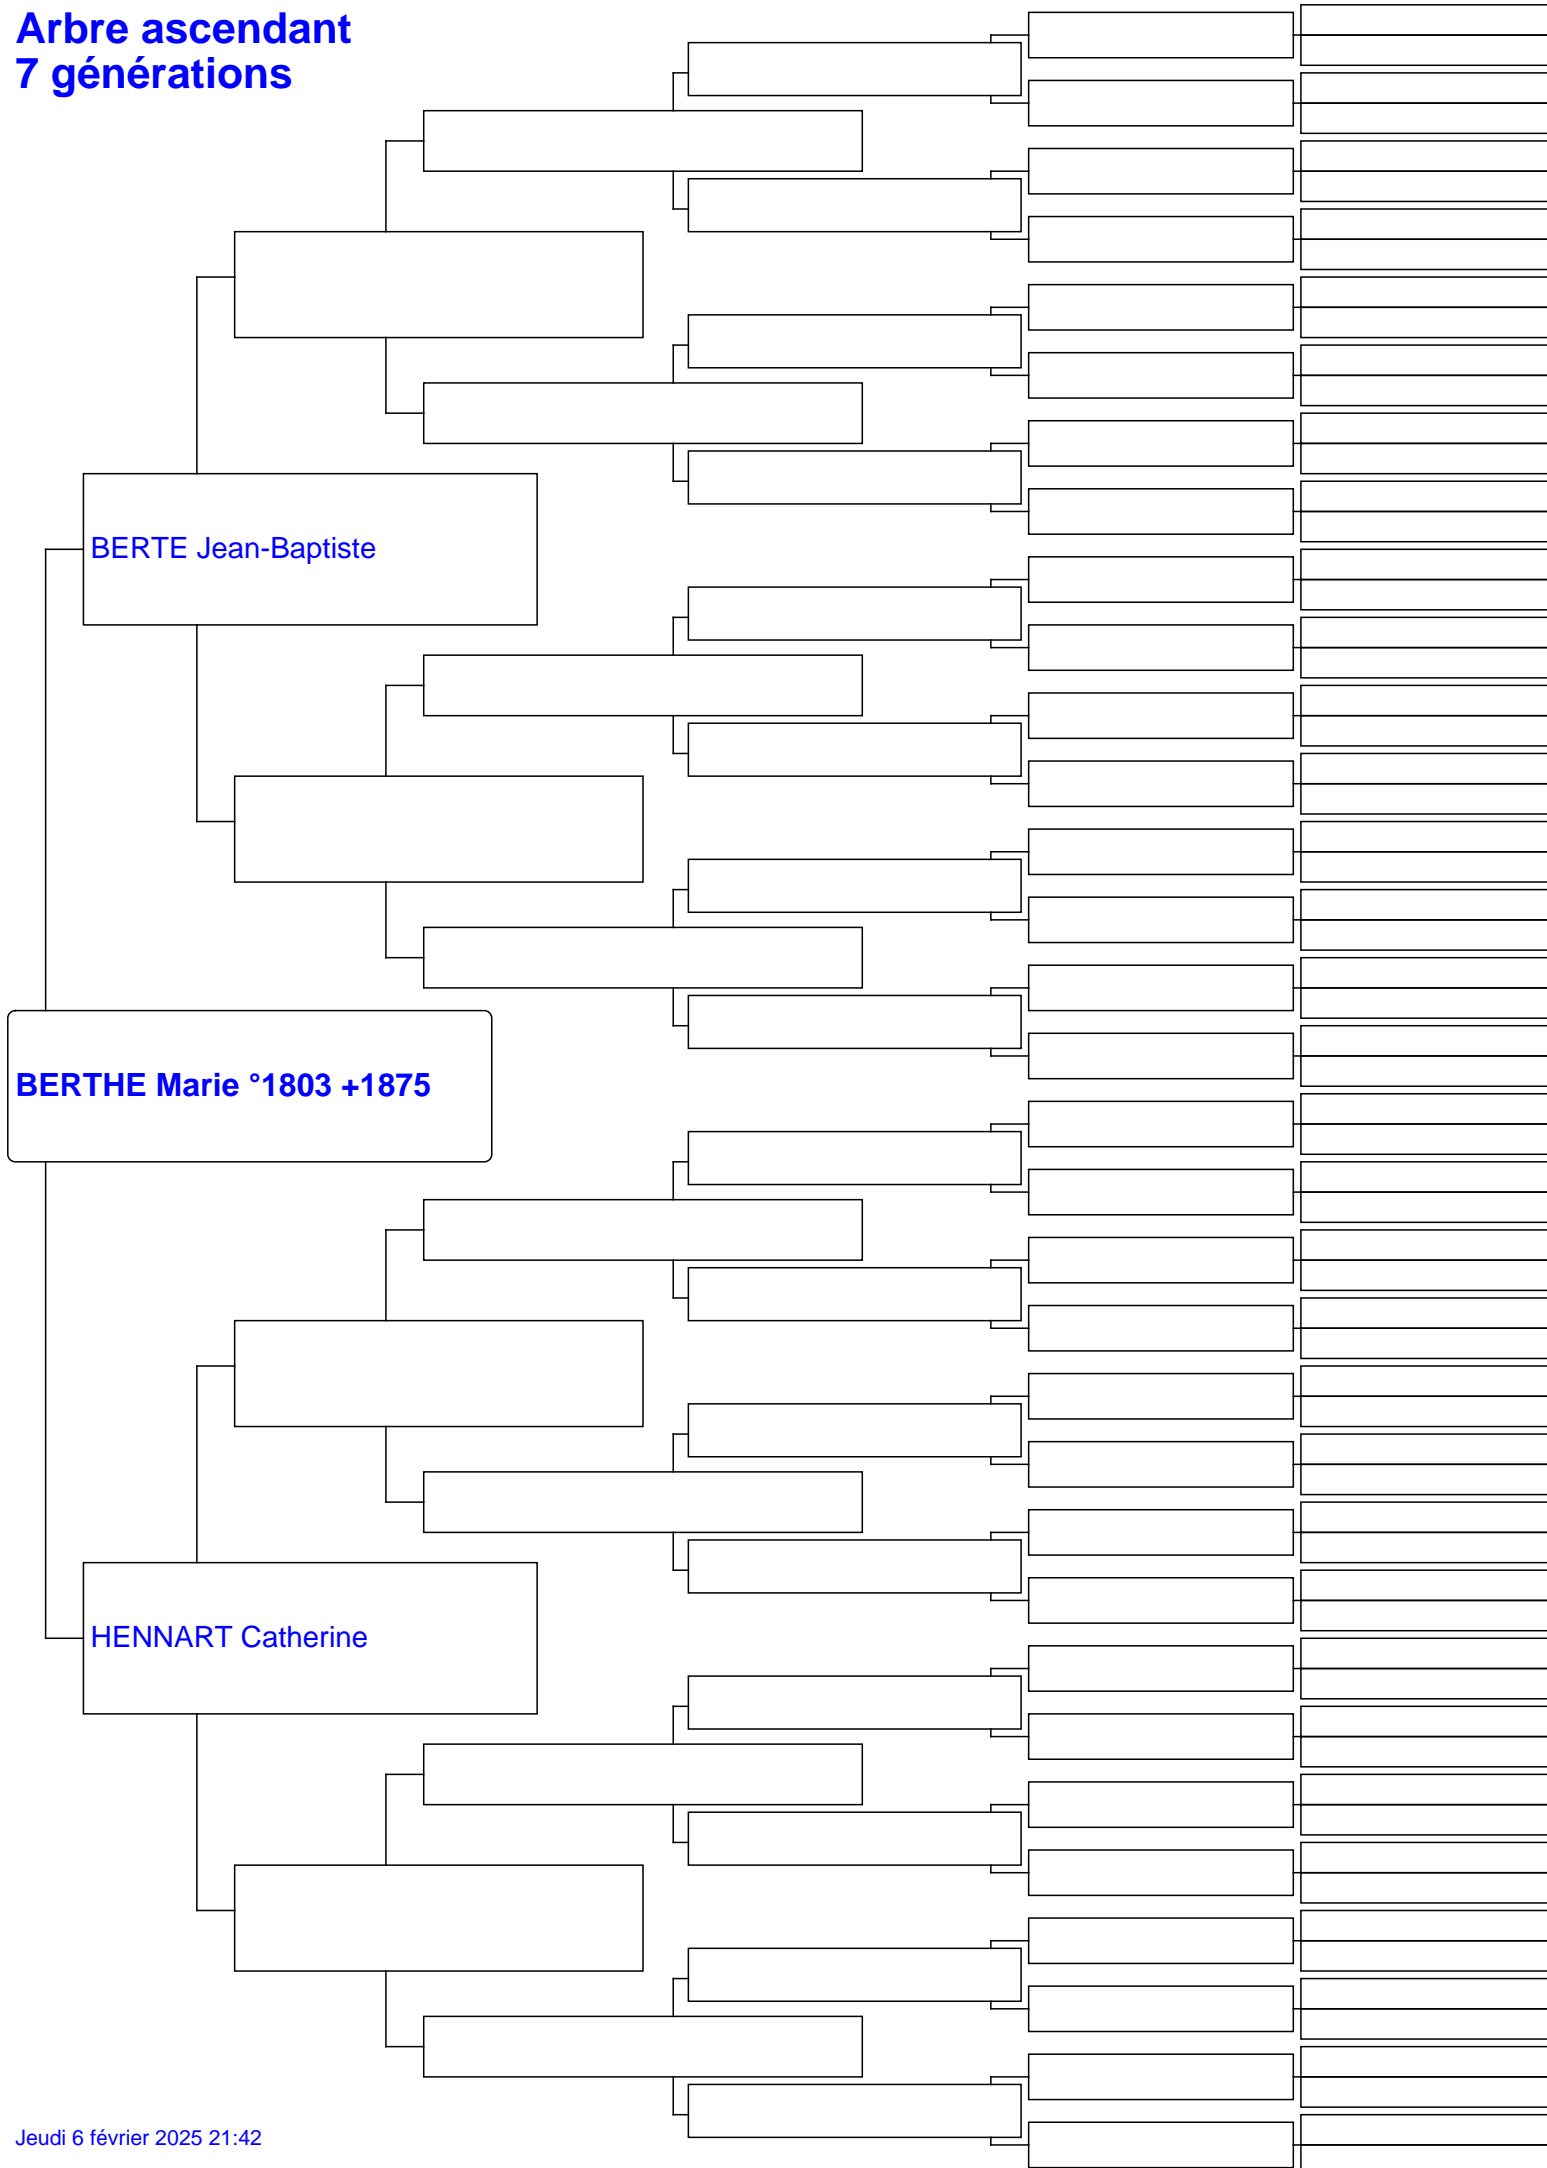 Arbre ascendant
7 générations
BERTE Jean-Baptiste
BERTHE Marie °1803 +1875
HENNART Catherine
Jeudi 6 février 2025 21:42